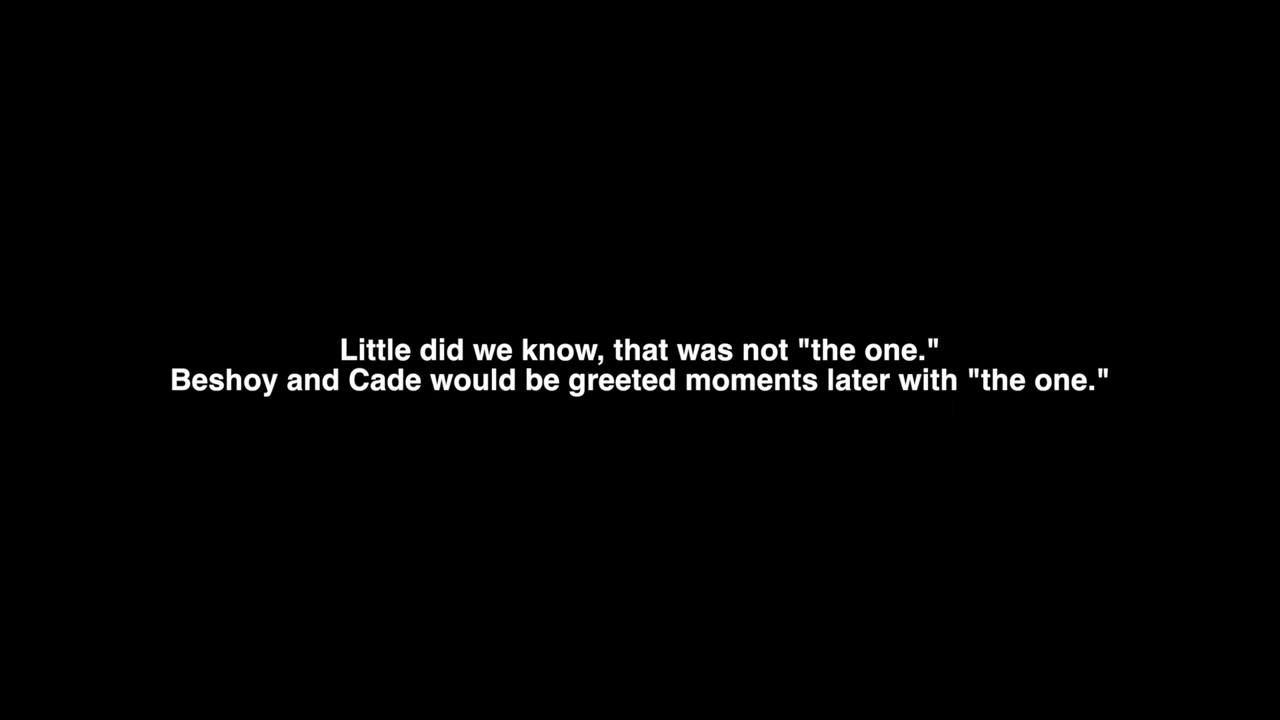 Little did we know, that was not "the one."
Beshoy and Cade would be greeted moments later with "the one."